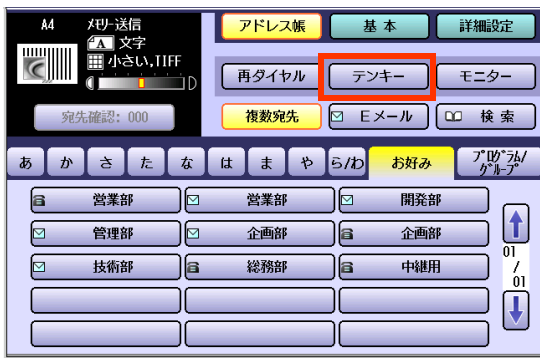 A4 ﾒﾓﾘｰ送信 アドレス帳 基本 詳細設定
A 文字
小さい,TIFF
D
再ダイヤル テンキー モニター
宛先確認: 000 複数宛先 Eメール 検索
あ か さ た な は ま や ら/わ お好み ﾌﾟﾛｸﾞﾗﾑ/ｸﾞﾙｰﾌﾟ
営業部 営業部 開発部
管理部 企画部 企画部
技術部 総務部 中継用
01
/
01